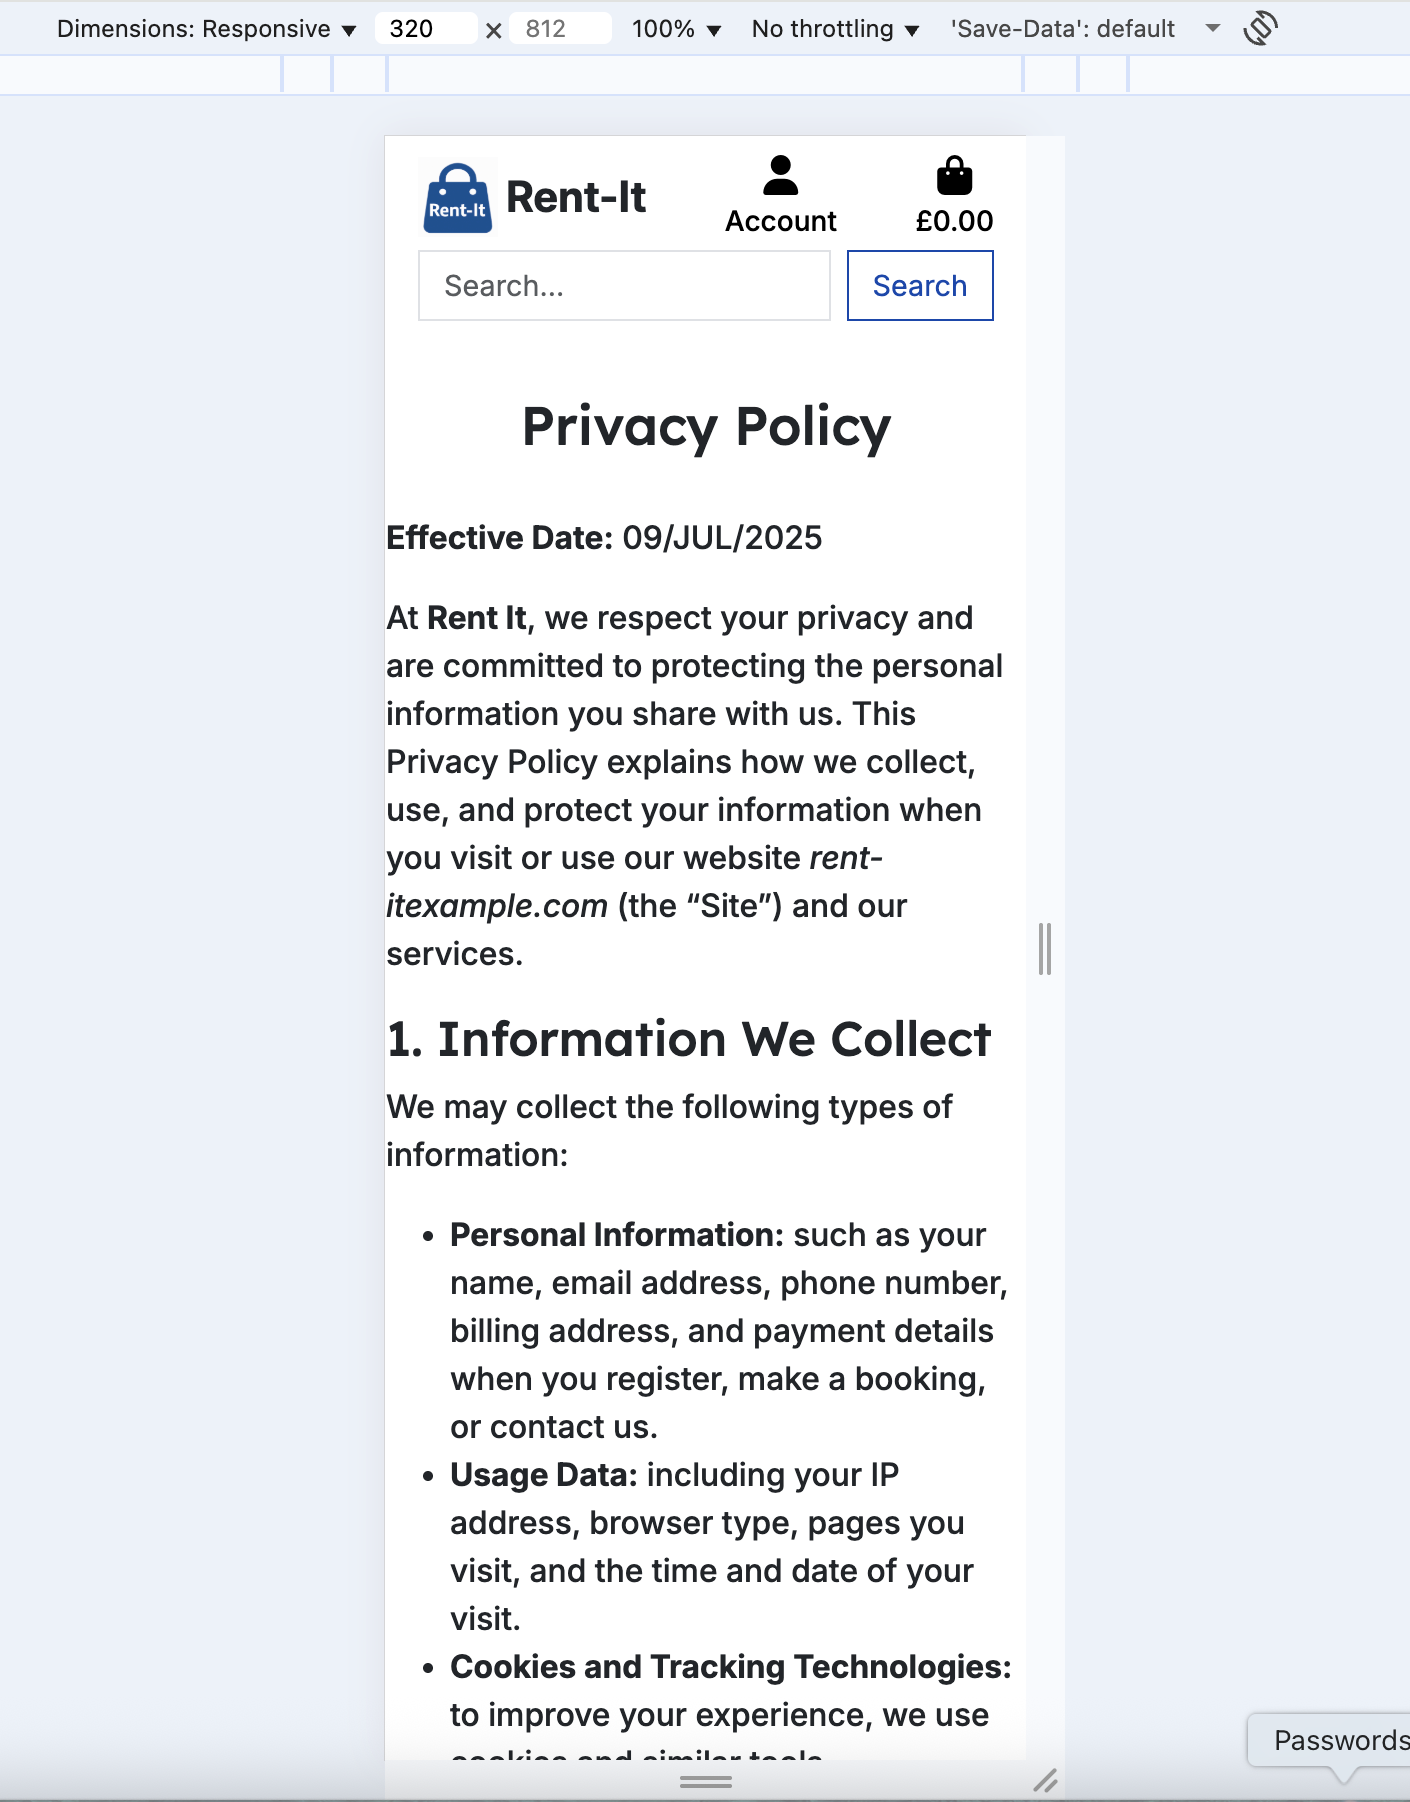 Dimensions: Responsive ▼ 320 × 812 100% ▼ No throttling ▼ 'Save-Data': default
Rent-It Rent-It Account £0.00
Search... Search
Privacy Policy
Effective Date: 09/JUL/2025
At Rent It, we respect your privacy and
are committed to protecting the personal
information you share with us. This
Privacy Policy explains how we collect,
use, and protect your information when
you visit or use our website rent-
itexample.com (the “Site”) and our
services.
1. Information We Collect
We may collect the following types of
information:
• Personal Information: such as your
name, email address, phone number,
billing address, and payment details
when you register, make a booking,
or contact us.
• Usage Data: including your IP
address, browser type, pages you
visit, and the time and date of your
visit.
• Cookies and Tracking Technologies:
to improve your experience, we use
cookies and similar tools
Passwords